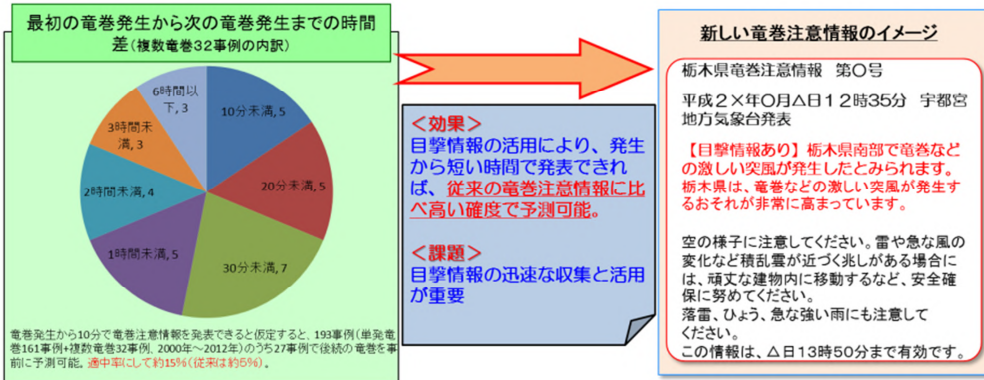 最初の竜巻発生から次の竜巻発生までの時間
差(複数竜巻32事例の内訳)
6時間以
下, 3
10分未満, 5
3時間未
満, 3
20分未満, 5
2時間未満, 4
1時間未満, 5
30分未満, 7
竜巻発生から10分で竜巻注意情報を発表できると仮定すると、193事例(単発竜
巻161事例+複数竜巻32事例、2000年~2012年)のうち27事例で後続の竜巻を事
前に予測可能。適中率にして約15%(従来は約5%)。
<効果>
目撃情報の活用により、発生
から短い時間で発表できれ
ば、従来の竜巻注意情報に比
べ高い確度で予測可能。
<課題>
目撃情報の迅速な収集と活用
が重要
新しい竜巻注意情報のイメージ
栃木県竜巻注意情報 第〇号
平成2×年〇月△日12時35分 宇都宮
地方気象台発表
【目撃情報あり】栃木県南部で竜巻など
の激しい突風が発生したとみられます。
栃木県は、竜巻などの激しい突風が発生す
るおそれが非常に高まっています。
空の様子に注意してください。雷や急な風の
変化など積乱雲が近づく兆しがある場合に
は、頑丈な建物内に移動するなど、安全確
保に努めてください。
落雷、ひょう、急な強い雨にも注意して
ください。
この情報は、△日13時50分まで有効です。